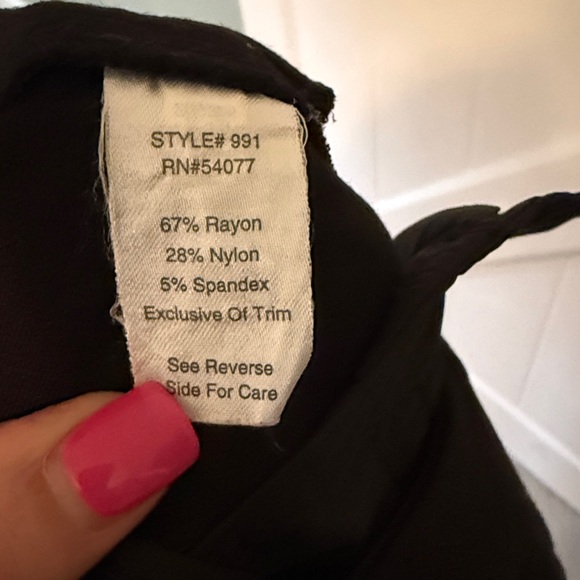 STYLE# 991
RN#54077
67% Rayon
28% Nylon
5% Spandex
Exclusive Of Trim
See Reverse
Side For Care